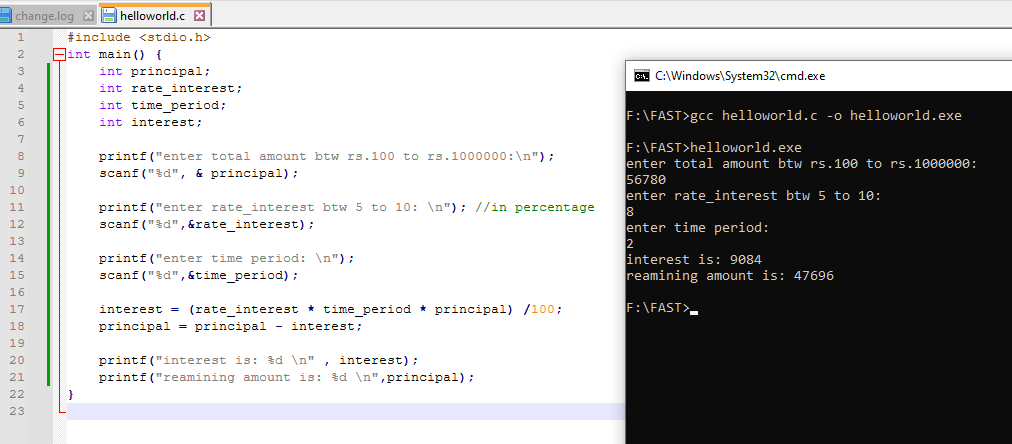 change.log helloworld.c
1 #include <stdio.h>
2 int main() {
3 int principal;
4 int rate_interest;
5 int time_period;
6 int interest;
7
8 printf("enter total amount btw rs.100 to rs.1000000:\n");
9 scanf("%d", & principal);
10
11 printf("enter rate_interest btw 5 to 10: \n"); //in percentage
12 scanf("%d",&rate_interest);
13
14 printf("enter time period: \n");
15 scanf("%d",&time_period);
16
17 interest = (rate_interest * time_period * principal) /100;
18 principal = principal - interest;
19
20 printf("interest is: %d \n" , interest);
21 printf("reamining amount is: %d \n",principal);
22 }
23
C:\Windows\System32\cmd.exe
F:\FAST>gcc helloworld.c -o helloworld.exe
F:\FAST>helloworld.exe
enter total amount btw rs.100 to rs.1000000:
56780
enter rate_interest btw 5 to 10:
8
enter time period:
2
interest is: 9084
reamining amount is: 47696
F:\FAST>